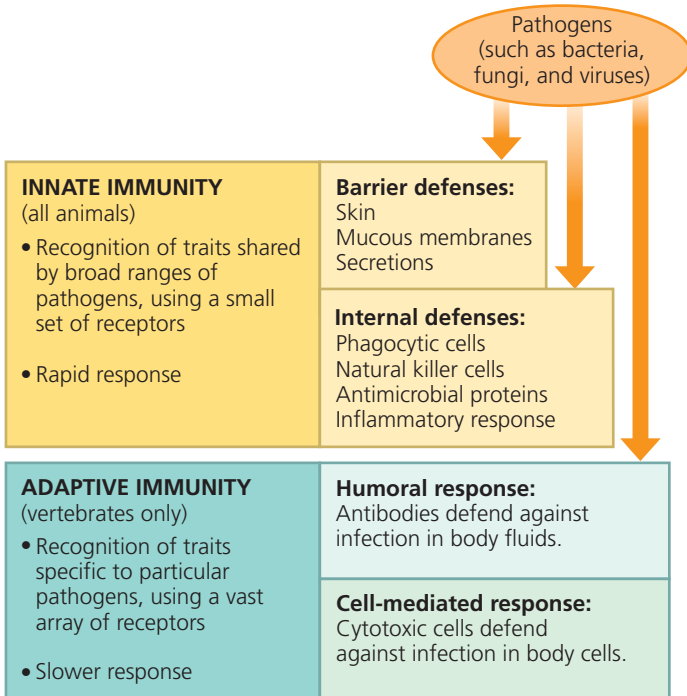 Pathogens
(such as bacteria,
fungi, and viruses)
INNATE IMMUNITY
(all animals)
• Recognition of traits shared
by broad ranges of
pathogens, using a small
set of receptors
• Rapid response
Barrier defenses:
Skin
Mucous membranes
Secretions
Internal defenses:
Phagocytic cells
Natural killer cells
Antimicrobial proteins
Inflammatory response
ADAPTIVE IMMUNITY
(vertebrates only)
• Recognition of traits
specific to particular
pathogens, using a vast
array of receptors
• Slower response
Humoral response:
Antibodies defend against
infection in body fluids.
Cell-mediated response:
Cytotoxic cells defend
against infection in body cells.